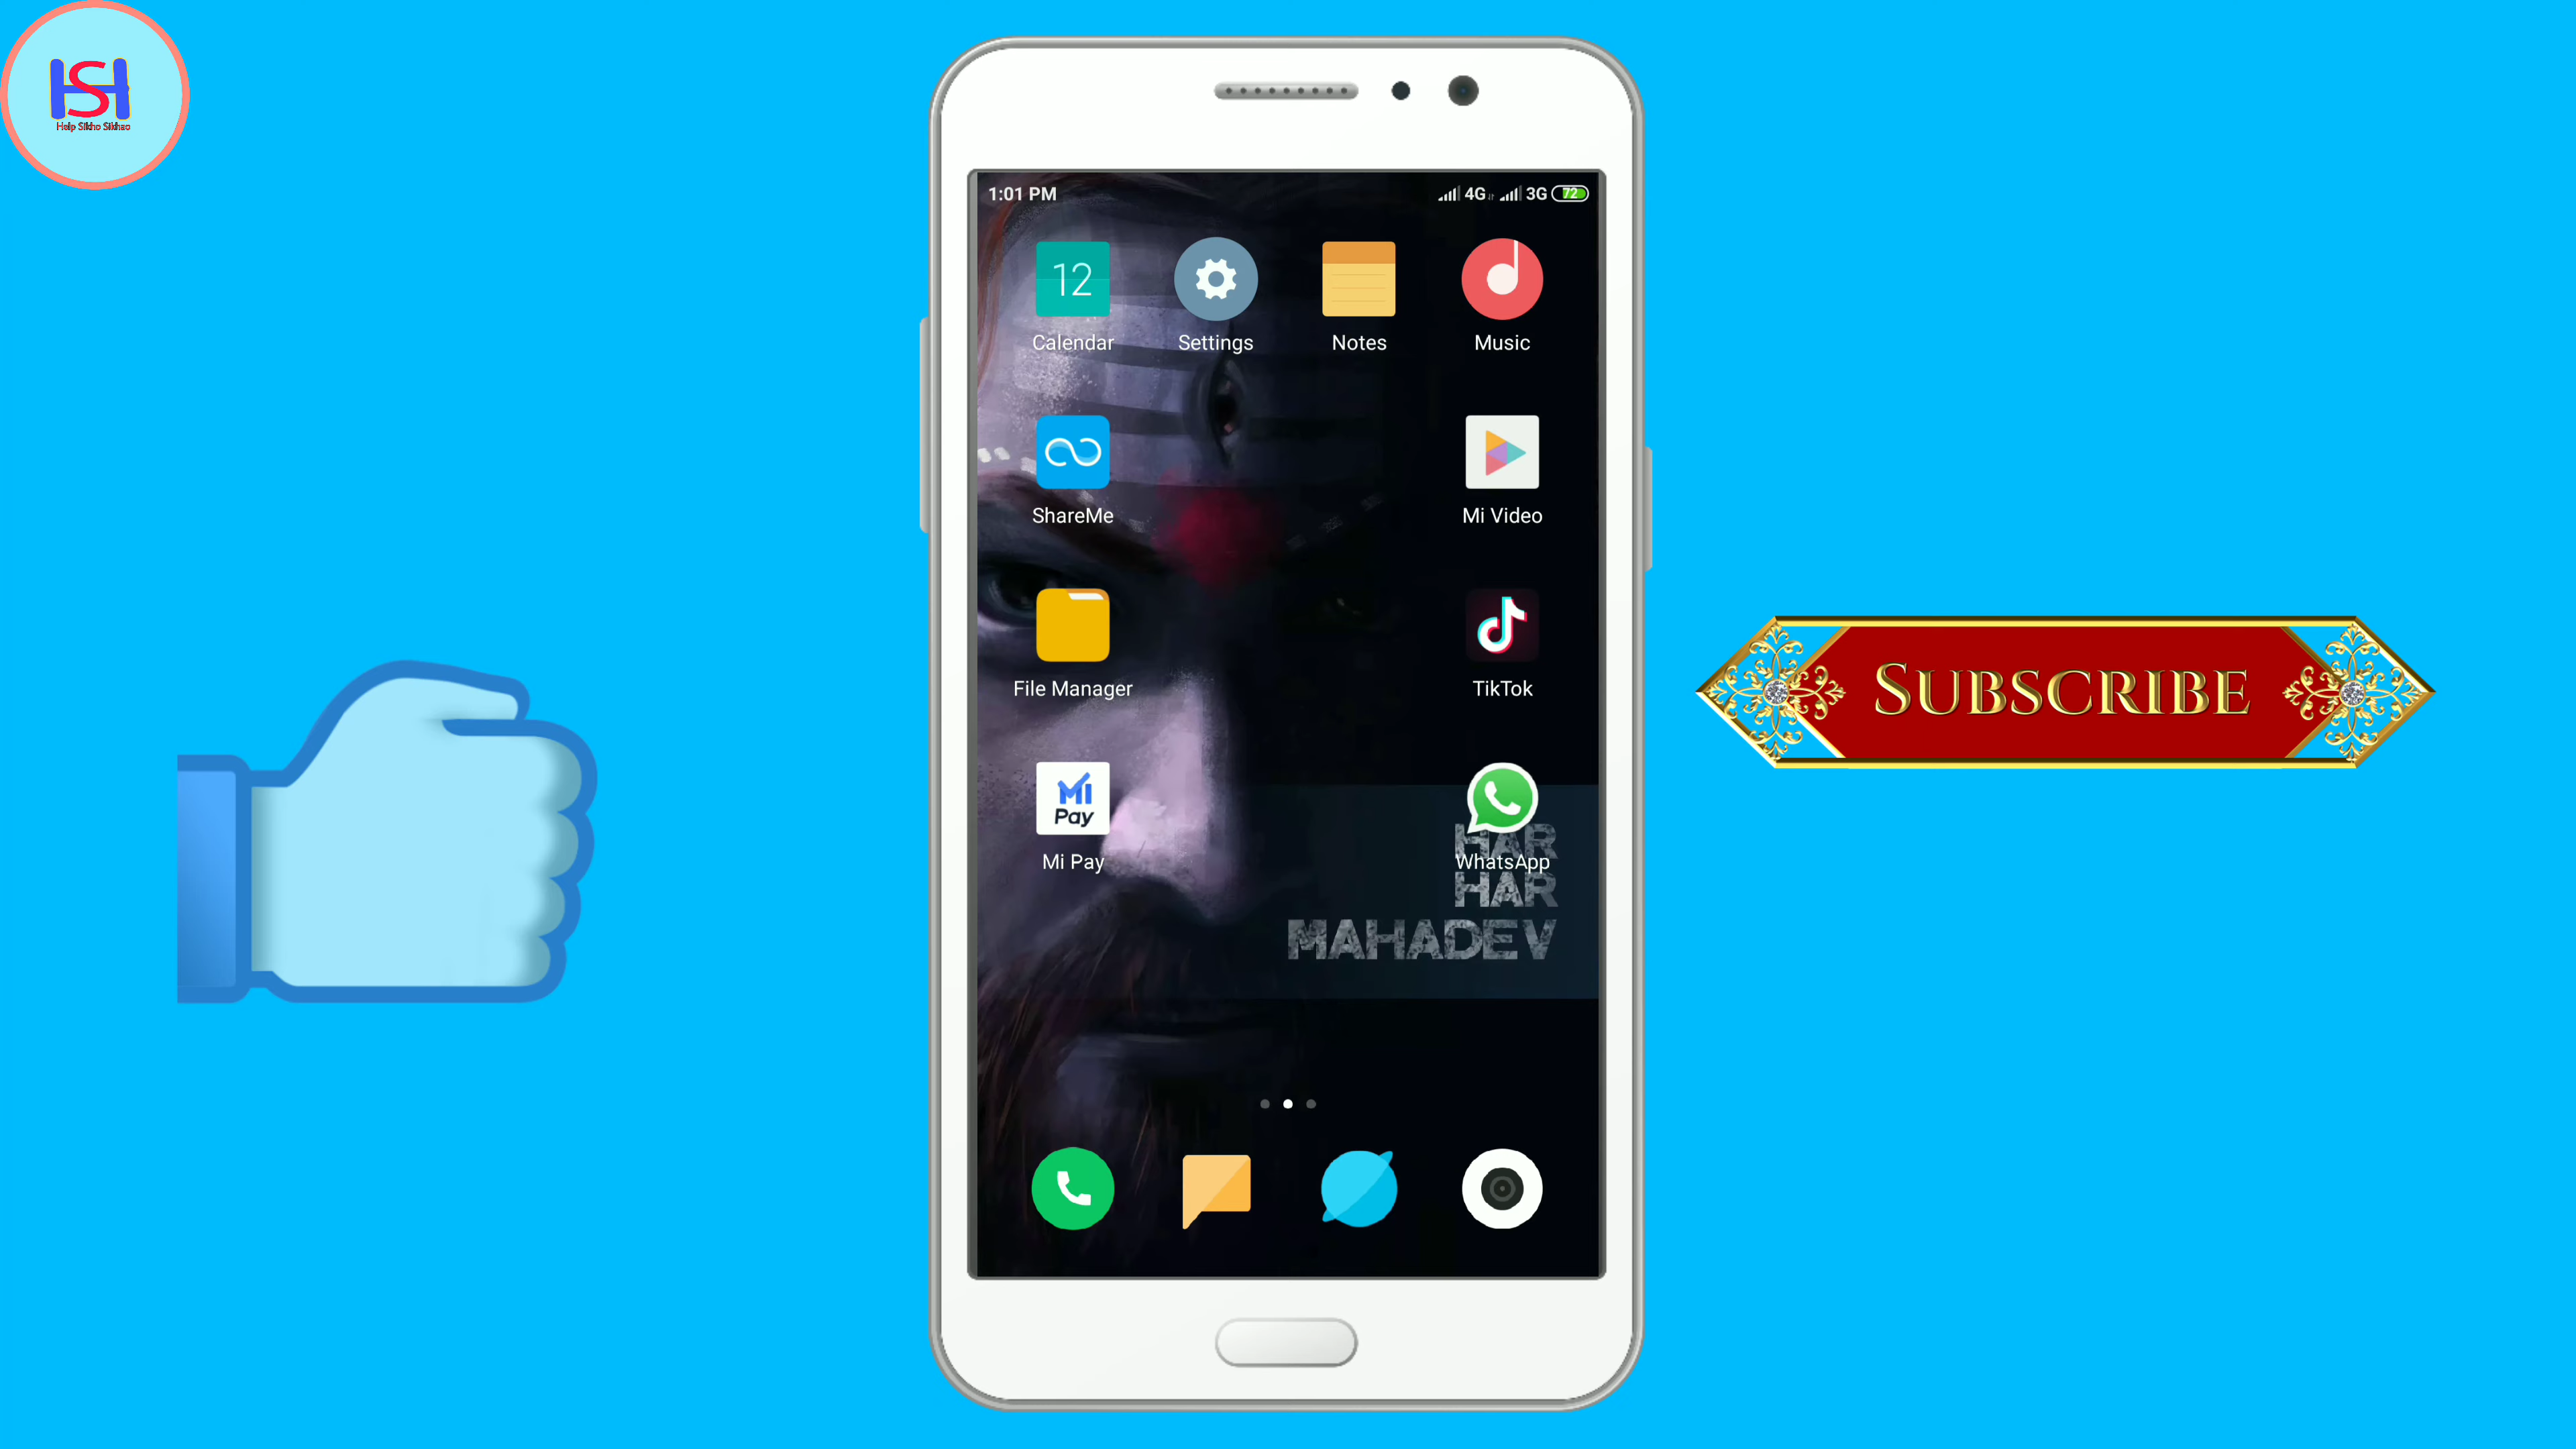 HSH
Help Sikho Sikhao
1:01 PM
4G 3G 72
12
Calendar Settings Notes Music
ShareMe Mi Video
File Manager TikTok
Mi Pay
Mi Pay WhatsApp
HAR
HAR
MAHADEV
SUBSCRIBE